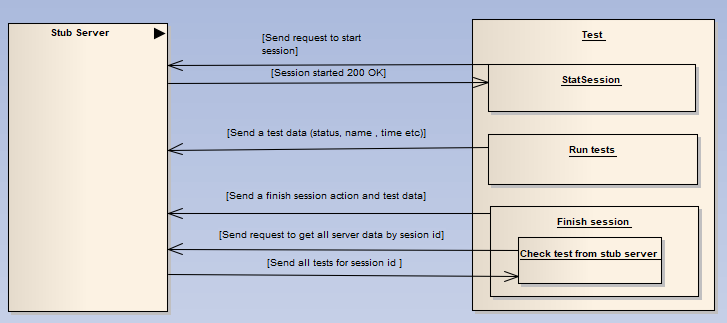 Stub Server
Test
[Send request to start
session]
[Session started 200 OK]
StatSession
[Send a test data (status, name , time etc)]
Run tests
[Send a finish session action and test data]
Finish session
[Send request to get all server data by sesion id]
Check test from stub server
[Send all tests for session id ]